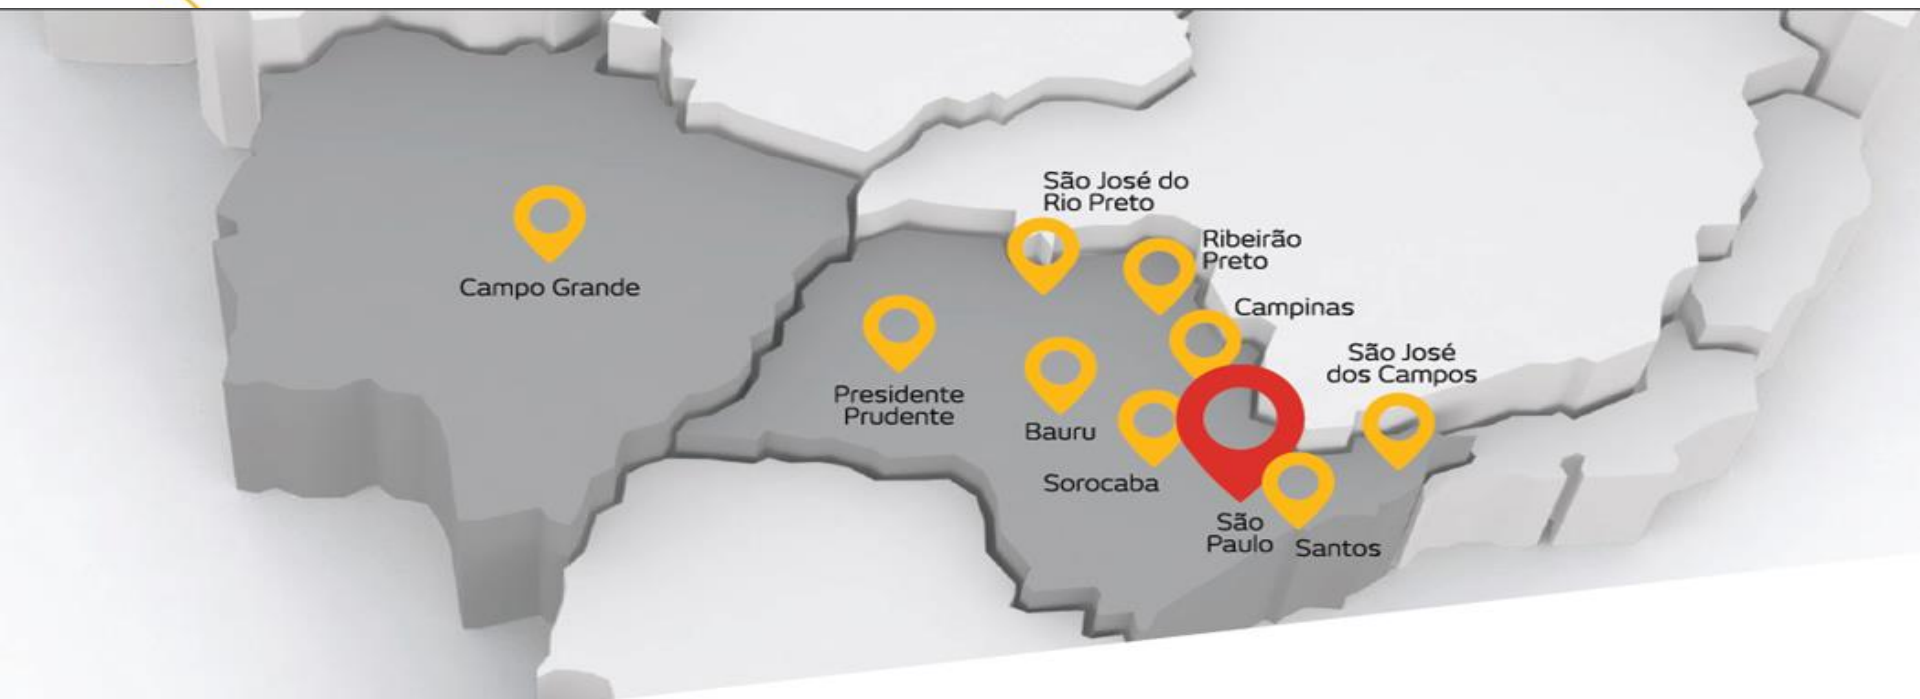 São José do
Rio Preto
Ribeirão
Preto
Campo Grande
Campinas
São José
dos Campos
Presidente
Prudente
Bauru
Sorocaba
São
Paulo
Santos